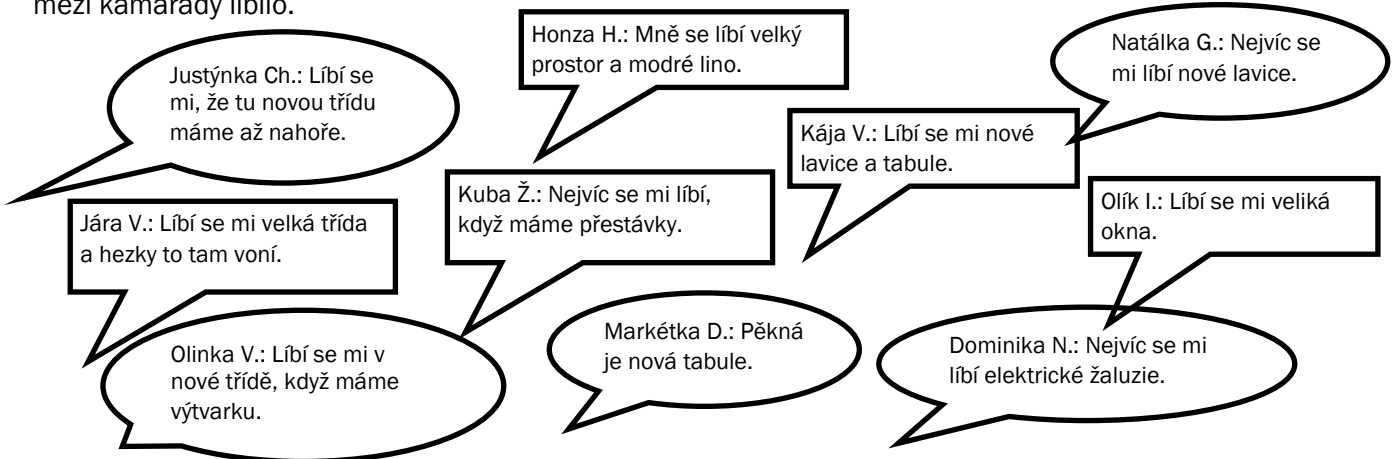 mezi kamarády líbilo.
Honza H.: Mně se líbí velký
prostor a modré lino.
Natálka G.: Nejvíc se
mi líbí nové lavice.
Justýnka Ch.: Líbí se
mi, že tu novou třídu
máme až nahoře.
Kája V.: Líbí se mi nové
lavice a tabule.
Kuba Ž.: Nejvíc se mi líbí,
když máme přestávky.
Olík I.: Líbí se mi veliká
okna.
Jára V.: Líbí se mi velká třída
a hezky to tam voní.
Markétka D.: Pěkná
je nová tabule.
Dominika N.: Nejvíc se mi
líbí elektrické žaluzie.
Olinka V.: Líbí se mi v
nové třídě, když máme
výtvarku.